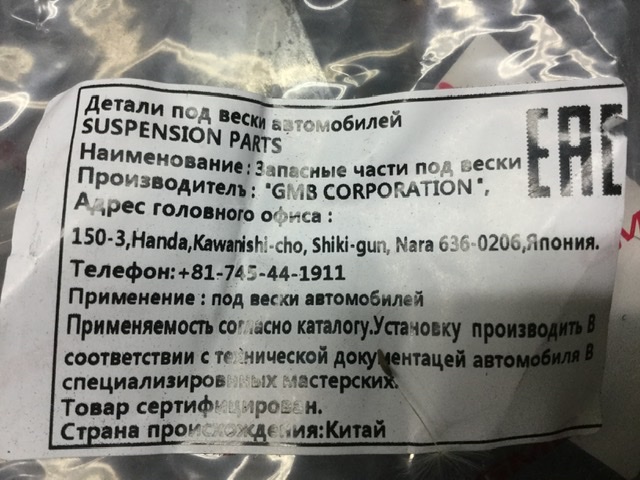 Детали под вески автомобилей
SUSPENSION PARTS
Наименование: Запасные части под вески
Производитель: "GMB CORPORATION",
Адрес головного офиса :
150-3,Handa,Kawanishi-cho, Shiki-gun, Nara 636-0206,Япония.
Телефон:+81-745-44-1911
Применение : под вески автомобилей
Применяемость согласно каталогу.Установку производить В
соответствии с технической документацей автомобиля В
специализированных мастерских.
Товар сертифицирован.
Страна происхождения:Китай
EAC